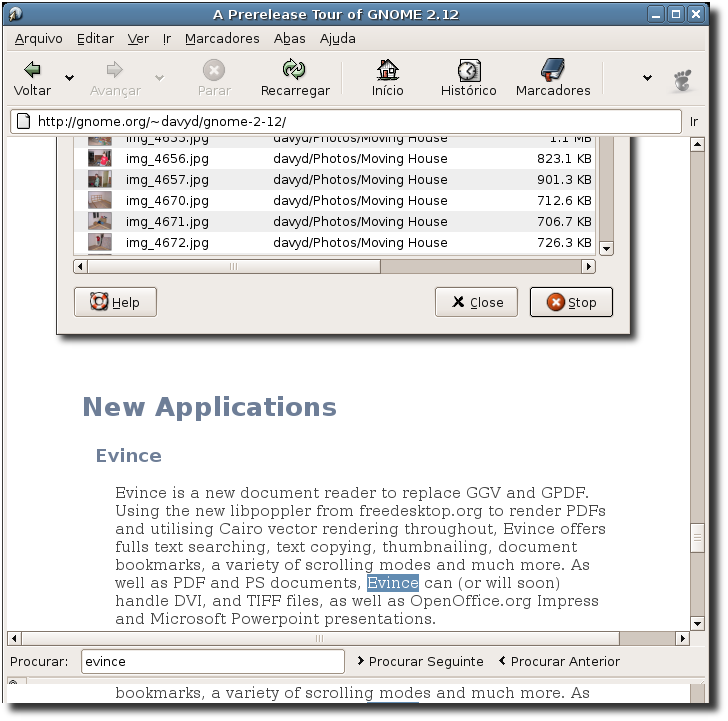 A Prerelease Tour of GNOME 2.12
Arquivo Editar Ver Ir Marcadores Abas Ajuda
Voltar Avançar Parar Recarregar Início Histórico Marcadores
http://gnome.org/~davyd/gnome-2-12/ Ir
img_4655.jpg davyd/Photos/Moving House 1.1 MB
img_4656.jpg davyd/Photos/Moving House 823.1 KB
img_4657.jpg davyd/Photos/Moving House 901.3 KB
img_4670.jpg davyd/Photos/Moving House 712.6 KB
img_4671.jpg davyd/Photos/Moving House 706.7 KB
img_4672.jpg davyd/Photos/Moving House 726.3 KB
Help Close Stop
New Applications
Evince
Evince is a new document reader to replace GGV and GPDF.
Using the new libpoppler from freedesktop.org to render PDFs
and utilising Cairo vector rendering throughout, Evince offers
fulls text searching, text copying, thumbnailing, document
bookmarks, a variety of scrolling modes and much more. As
well as PDF and PS documents, Evince can (or will soon)
handle DVI, and TIFF files, as well as OpenOffice.org Impress
and Microsoft Powerpoint presentations.
Procurar: evince Procurar Seguinte Procurar Anterior
bookmarks, a variety of scrolling modes and much more. As